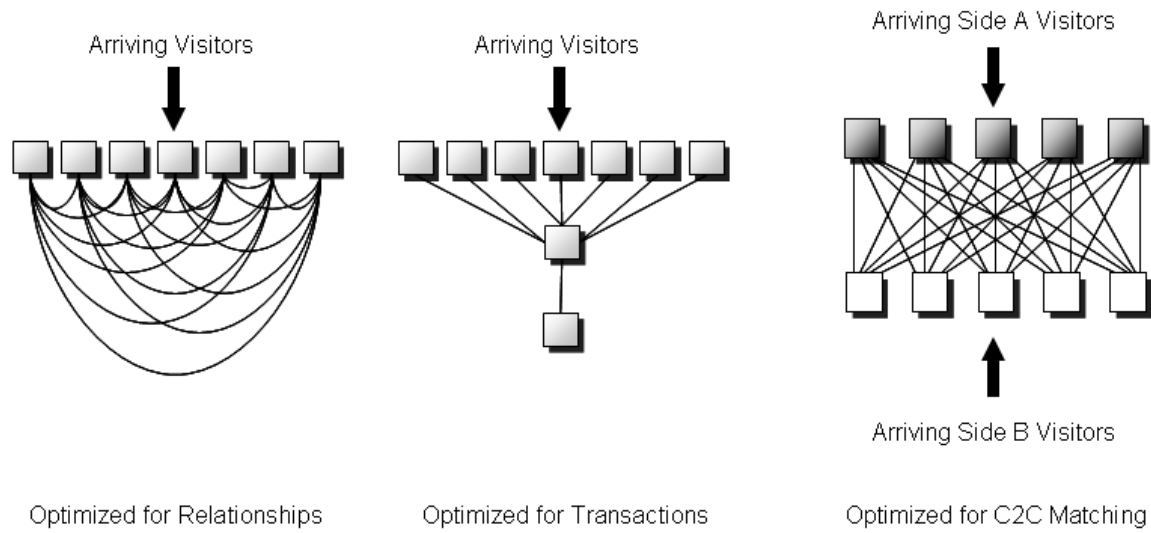 Arriving Visitors
Arriving Visitors
Arriving Side A Visitors
Arriving Side B Visitors
Optimized for Relationships
Optimized for Transactions
Optimized for C2C Matching